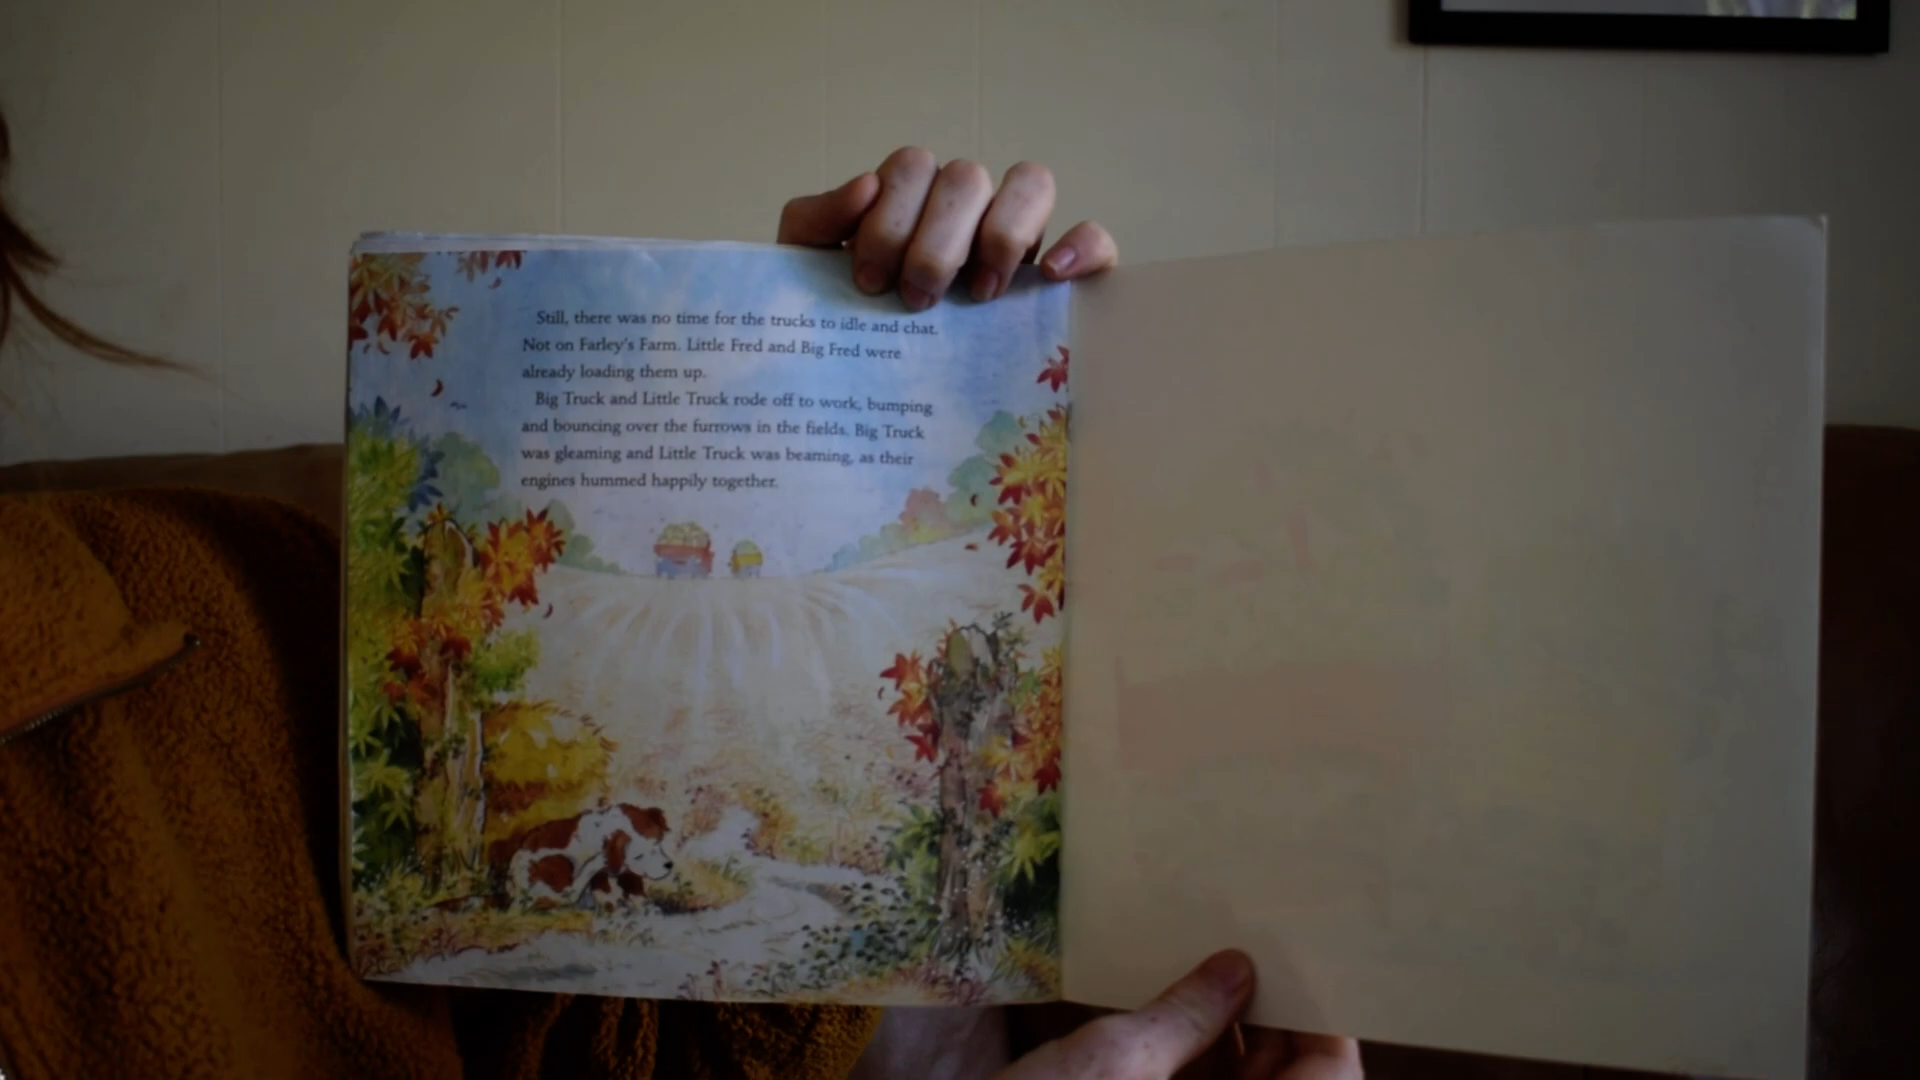 Still, there was no time for the trucks to idle and chat.
Not on Farley's Farm. Little Fred and Big Fred were
already loading them up.
Big Truck and Little Truck rode off to work, bumping
and bouncing over the furrows in the fields. Big Truck
was gleaming and Little Truck was beaming, as their
engines hummed happily together.